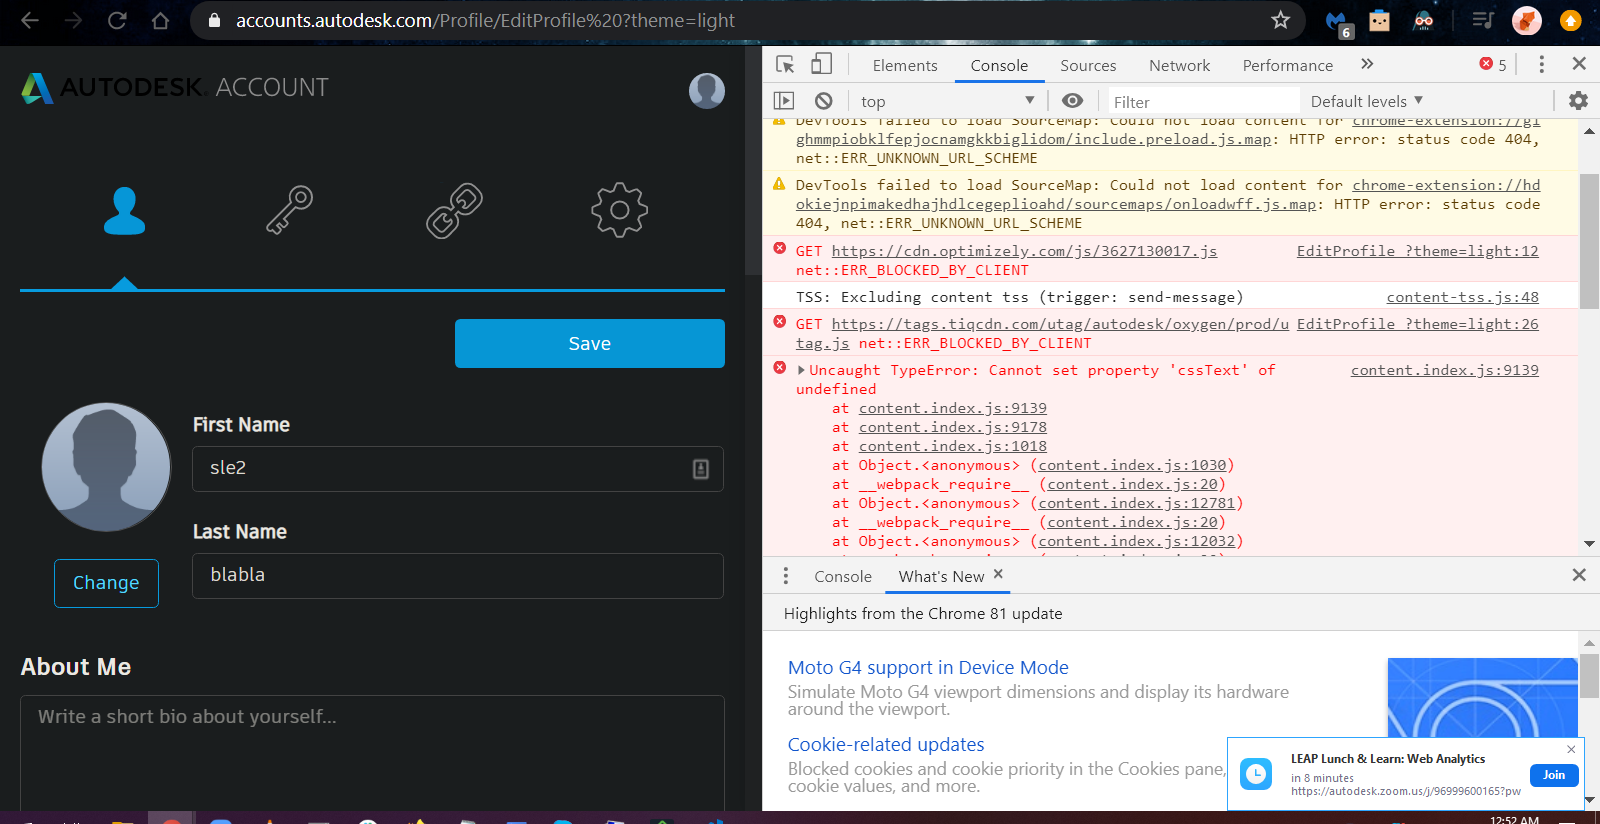 accounts.autodesk.com/Profile/EditProfile%20?theme=light
6
AUTODESK. ACCOUNT
Save
First Name
sle2
Last Name
blabla
Change
About Me
Write a short bio about yourself...
Elements Console Sources Network Performance » 5
top Filter Default levels
DevTools failed to load SourceMap: Could not load content for chrome-extension://gi
ghmmpiobklfepjocnamgkkbiglidom/include.preload.js.map: HTTP error: status code 404,
net::ERR_UNKNOWN_URL_SCHEME
DevTools failed to load SourceMap: Could not load content for chrome-extension://hd
okiejnpimakedhajhdlcegeplioahd/sourcemaps/onloadwff.js.map: HTTP error: status code
404, net::ERR_UNKNOWN_URL_SCHEME
GET https://cdn.optimizely.com/js/3627130017.js EditProfile ?theme=light:12
net::ERR_BLOCKED_BY_CLIENT
TSS: Excluding content tss (trigger: send-message) content-tss.js:48
GET https://tags.tiqcdn.com/utag/autodesk/oxygen/prod/u EditProfile ?theme=light:26
tag.js net::ERR_BLOCKED_BY_CLIENT
Uncaught TypeError: Cannot set property 'cssText' of content.index.js:9139
undefined
at content.index.js:9139
at content.index.js:9178
at content.index.js:1018
at Object.<anonymous> (content.index.js:1030)
at __webpack_require__ (content.index.js:20)
at Object.<anonymous> (content.index.js:12781)
at __webpack_require__ (content.index.js:20)
at Object.<anonymous> (content.index.js:12032)
Console What's New ×
Highlights from the Chrome 81 update
Moto G4 support in Device Mode
Simulate Moto G4 viewport dimensions and display its hardware
around the viewport.
Cookie-related updates
Blocked cookies and cookie priority in the Cookies pane,
cookie values, and more.
LEAP Lunch & Learn: Web Analytics
in 8 minutes
https://autodesk.zoom.us/j/96999600165?pw
Join
12:52 AM